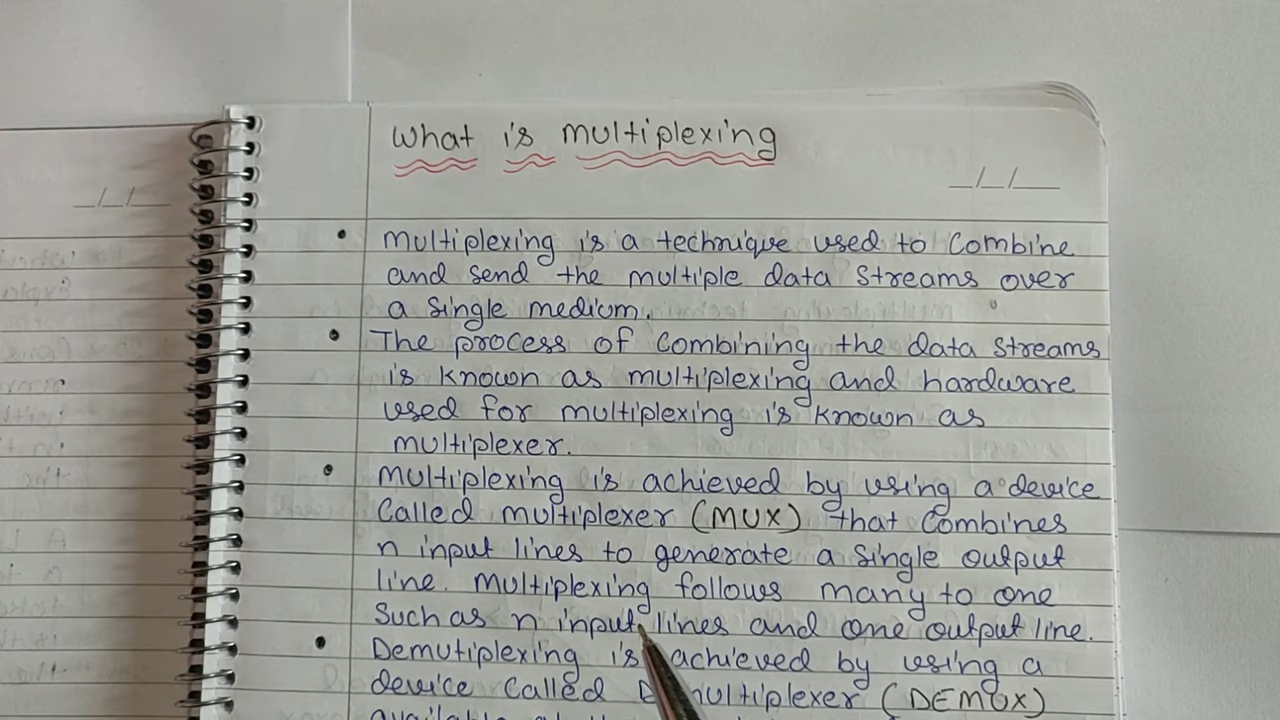 What is multiplexing
_/_/__
• Multiplexing is a technique used to combine
and send the multiple data streams over
a single medium.
• The process of combining the data streams
is known as multiplexing and hardware
used for multiplexing is known as
multiplexer.
• Multiplexing is achieved by using a device
called multiplexer (MUX) that combines
n input lines to generate a single output
line. Multiplexing follows many to one
such as n input lines and one output line.
• Demutiplexing is achieved by using a
device called multiplexer (DEMUX)